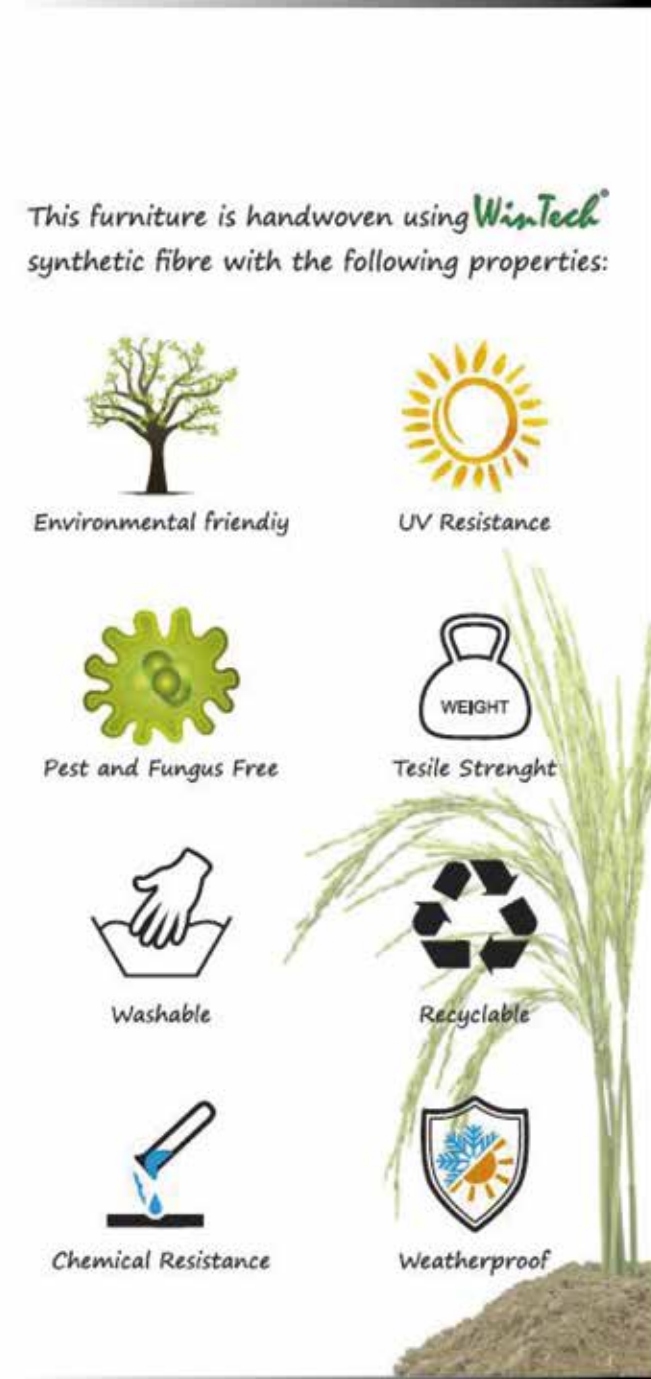 This furniture is handwoven using WinTech®
synthetic fibre with the following properties:
Environmental friendiy
UV Resistance
Pest and Fungus Free
WEIGHT
Tesile Strenght
Washable
Recyclable
Chemical Resistance
Weatherproof